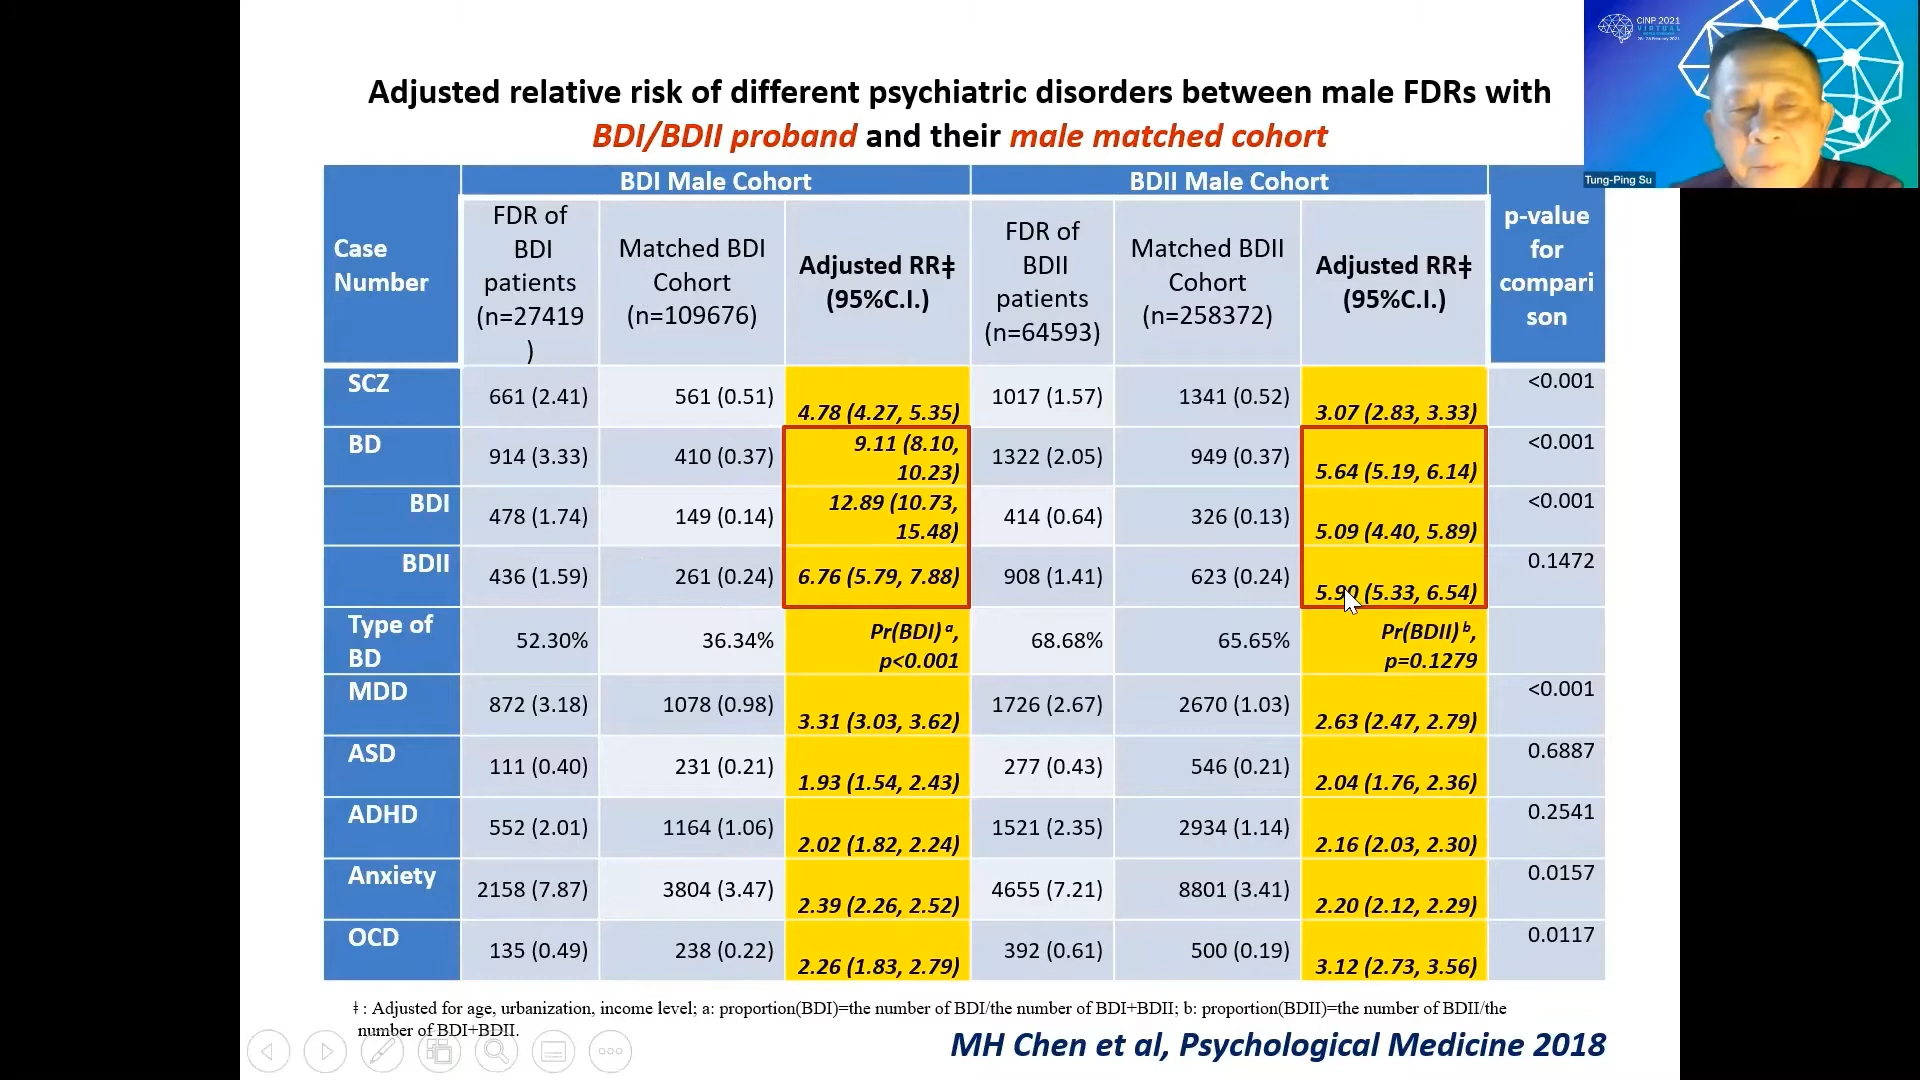 Adjusted relative risk of different psychiatric disorders between male FDRs with
BDI/BDII proband and their male matched cohort
CINP 2021
VIRTUAL
Tung-Ping Su
Case
Number
BDI Male Cohort
BDII Male Cohort
p-value
for
compari
son
FDR of
BDI
patients
(n=27419
)
Matched BDI
Cohort
(n=109676)
Adjusted RR‡
(95%C.I.)
FDR of
BDII
patients
(n=64593)
Matched BDII
Cohort
(n=258372)
Adjusted RR‡
(95%C.I.)
SCZ 661 (2.41) 561 (0.51) 4.78 (4.27, 5.35) 1017 (1.57) 1341 (0.52) 3.07 (2.83, 3.33) <0.001
BD 914 (3.33) 410 (0.37) 9.11 (8.10,
10.23) 1322 (2.05) 949 (0.37) 5.64 (5.19, 6.14) <0.001
BDI 478 (1.74) 149 (0.14) 12.89 (10.73,
15.48) 414 (0.64) 326 (0.13) 5.09 (4.40, 5.89) <0.001
BDII 436 (1.59) 261 (0.24) 6.76 (5.79, 7.88) 908 (1.41) 623 (0.24) 5.90 (5.33, 6.54) 0.1472
Type of
BD 52.30% 36.34% Pr(BDI) a,
p<0.001 68.68% 65.65% Pr(BDII) b,
p=0.1279
MDD 872 (3.18) 1078 (0.98) 3.31 (3.03, 3.62) 1726 (2.67) 2670 (1.03) 2.63 (2.47, 2.79) <0.001
ASD 111 (0.40) 231 (0.21) 1.93 (1.54, 2.43) 277 (0.43) 546 (0.21) 2.04 (1.76, 2.36) 0.6887
ADHD 552 (2.01) 1164 (1.06) 2.02 (1.82, 2.24) 1521 (2.35) 2934 (1.14) 2.16 (2.03, 2.30) 0.2541
Anxiety 2158 (7.87) 3804 (3.47) 2.39 (2.26, 2.52) 4655 (7.21) 8801 (3.41) 2.20 (2.12, 2.29) 0.0157
OCD 135 (0.49) 238 (0.22) 2.26 (1.83, 2.79) 392 (0.61) 500 (0.19) 3.12 (2.73, 3.56) 0.0117
‡ : Adjusted for age, urbanization, income level; a: proportion(BDI)=the number of BDI/the number of BDI+BDII; b: proportion(BDII)=the number of BDII/the
number of BDI+BDII.
MH Chen et al, Psychological Medicine 2018